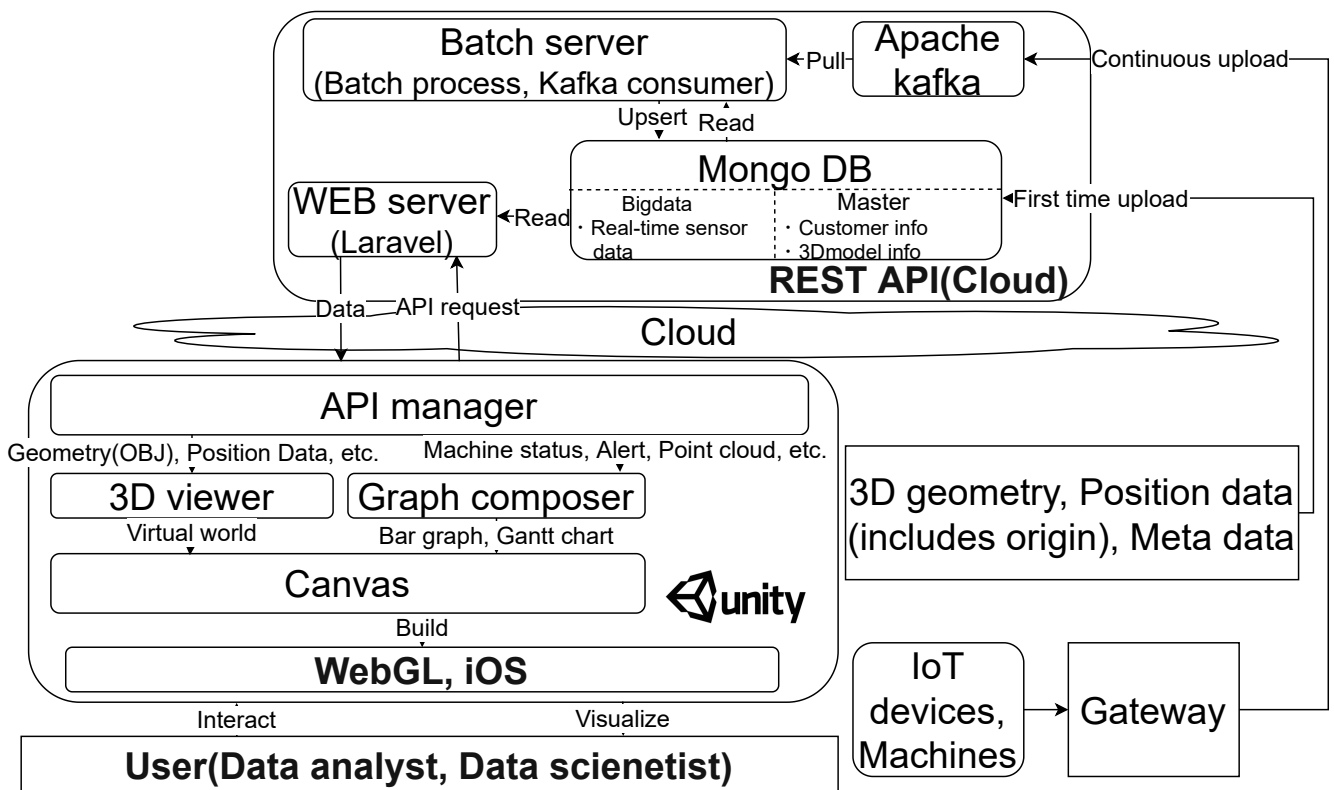 Batch server
(Batch process, Kafka consumer)
Pull
Apache
kafka
Continuous upload
Upsert
Read
Mongo DB
Bigdata
・Real-time sensor
data
Master
・Customer info
・3Dmodel info
First time upload
WEB server
(Laravel)
Read
REST API(Cloud)
Data
API request
Cloud
API manager
Geometry(OBJ), Position Data, etc.
Machine status, Alert, Point cloud, etc.
3D viewer
Graph composer
Virtual world
Bar graph, Gantt chart
Canvas
unity
Build
WebGL, iOS
Interact
Visualize
User(Data analyst, Data scienetist)
3D geometry, Position data
(includes origin), Meta data
IoT
devices,
Machines
Gateway